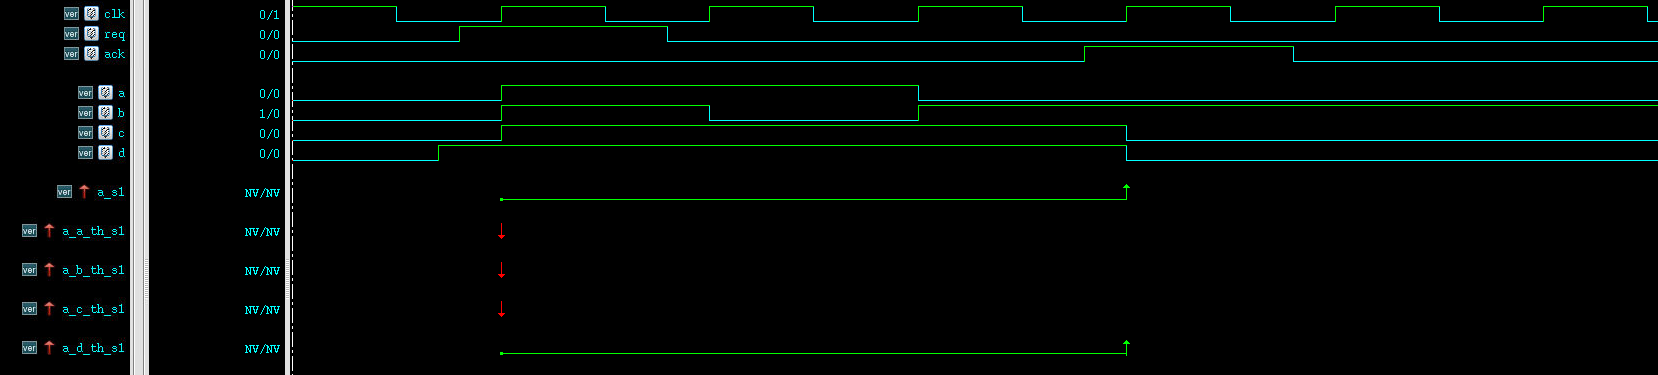 ver clk 0/1
ver req 0/0
ver ack 0/0
ver a 0/0
ver b 1/0
ver c 0/0
ver d 0/0
ver a_s1 NV/NV
ver a_a_th_s1 NV/NV
ver a_b_th_s1 NV/NV
ver a_c_th_s1 NV/NV
ver a_d_th_s1 NV/NV